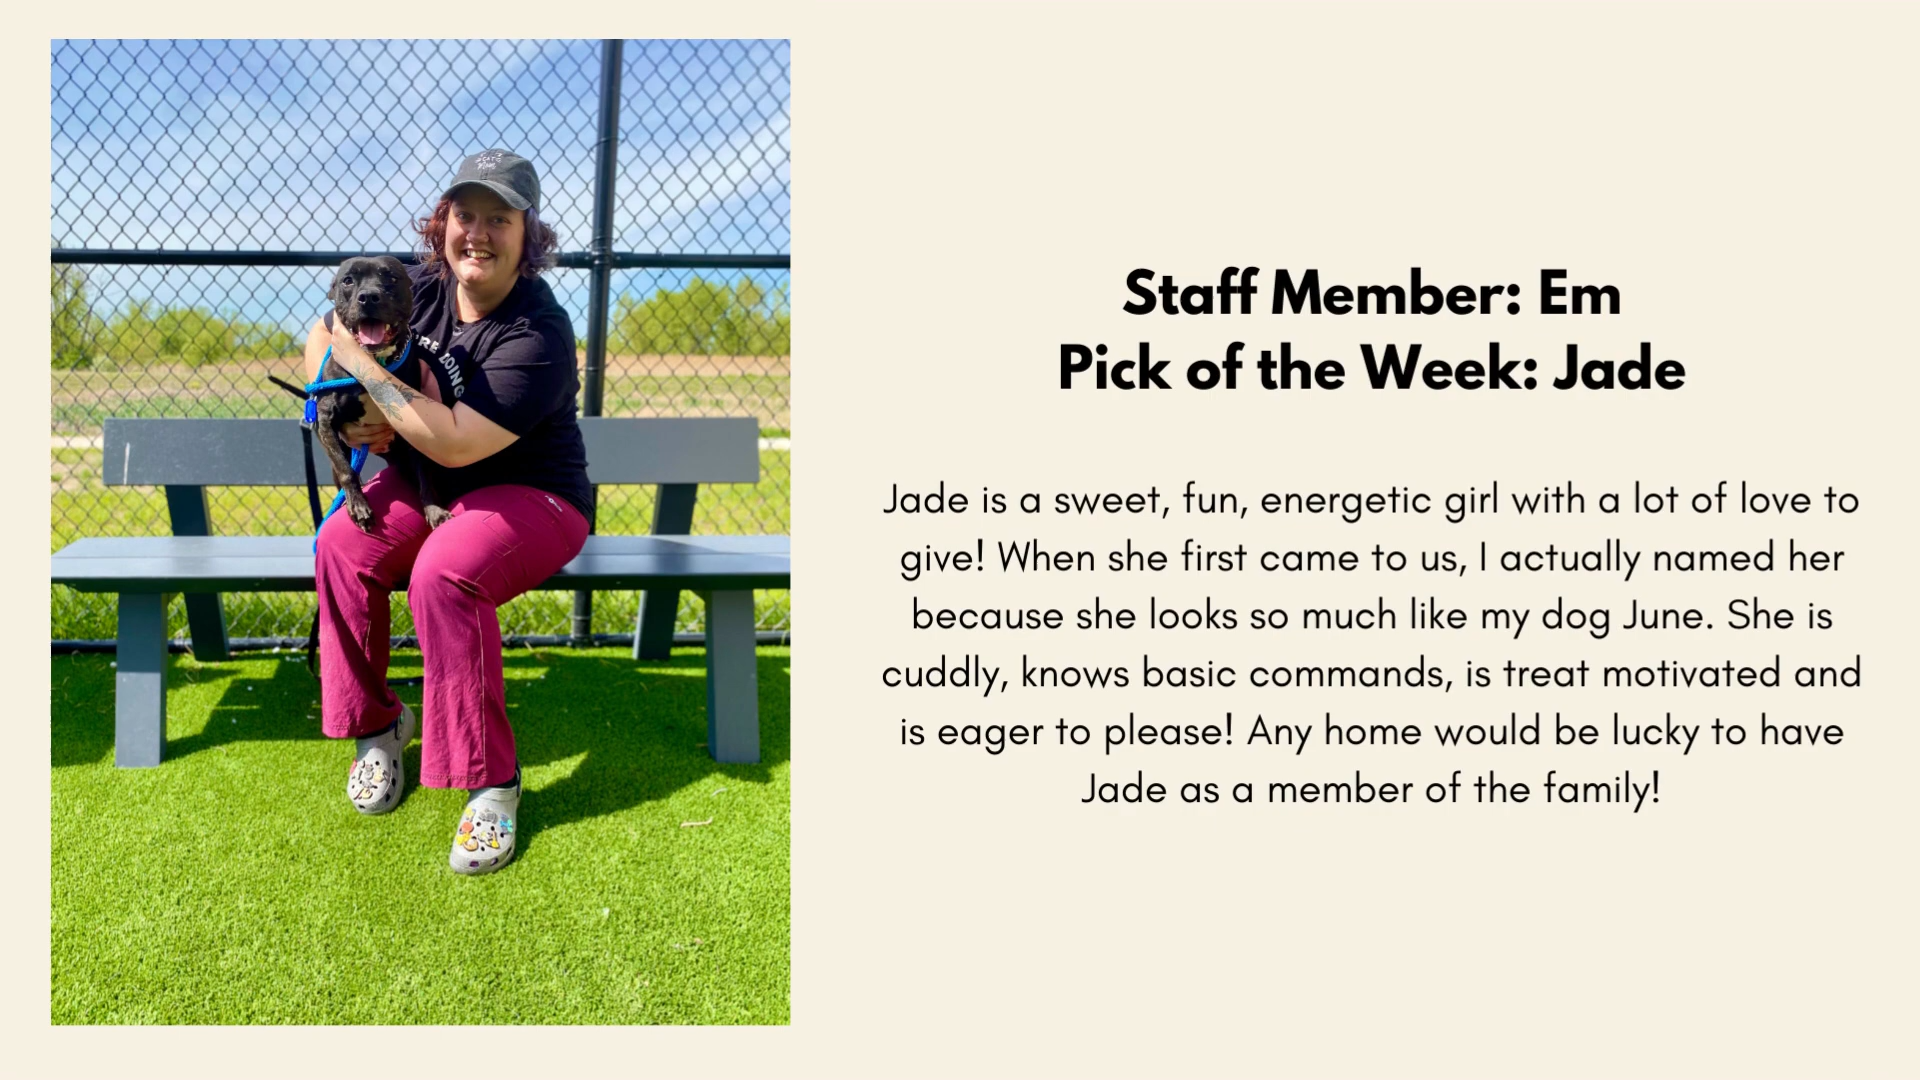 Staff Member: Em
Pick of the Week: Jade
Jade is a sweet, fun, energetic girl with a lot of love to
give! When she first came to us, I actually named her
because she looks so much like my dog June. She is
cuddly, knows basic commands, is treat motivated and
is eager to please! Any home would be lucky to have
Jade as a member of the family!